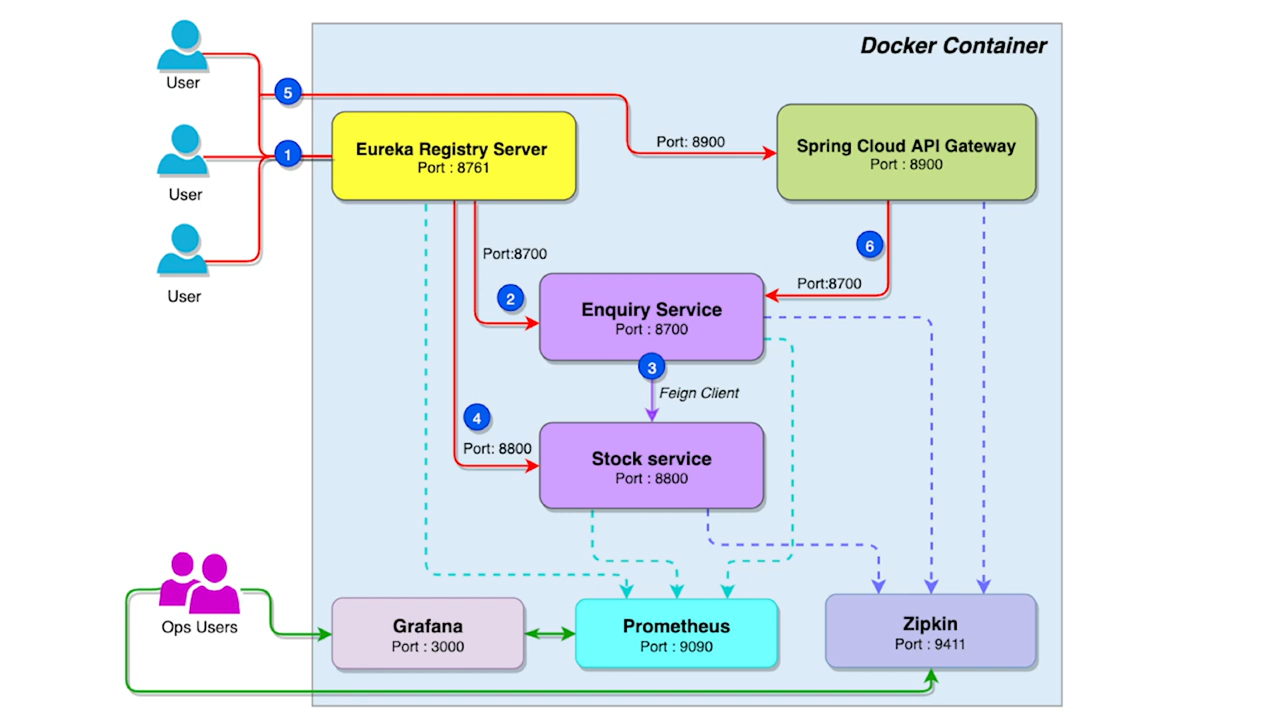 Docker Container
User
5
Port: 8900
Spring Cloud API Gateway
Port : 8900
Eureka Registry Server
Port : 8761
1
User
6
Port:8700
Port:8700
2
Enquiry Service
Port : 8700
User
3
Feign Client
4
Port: 8800
Stock service
Port : 8800
Ops Users
Grafana
Port : 3000
Prometheus
Port : 9090
Zipkin
Port : 9411